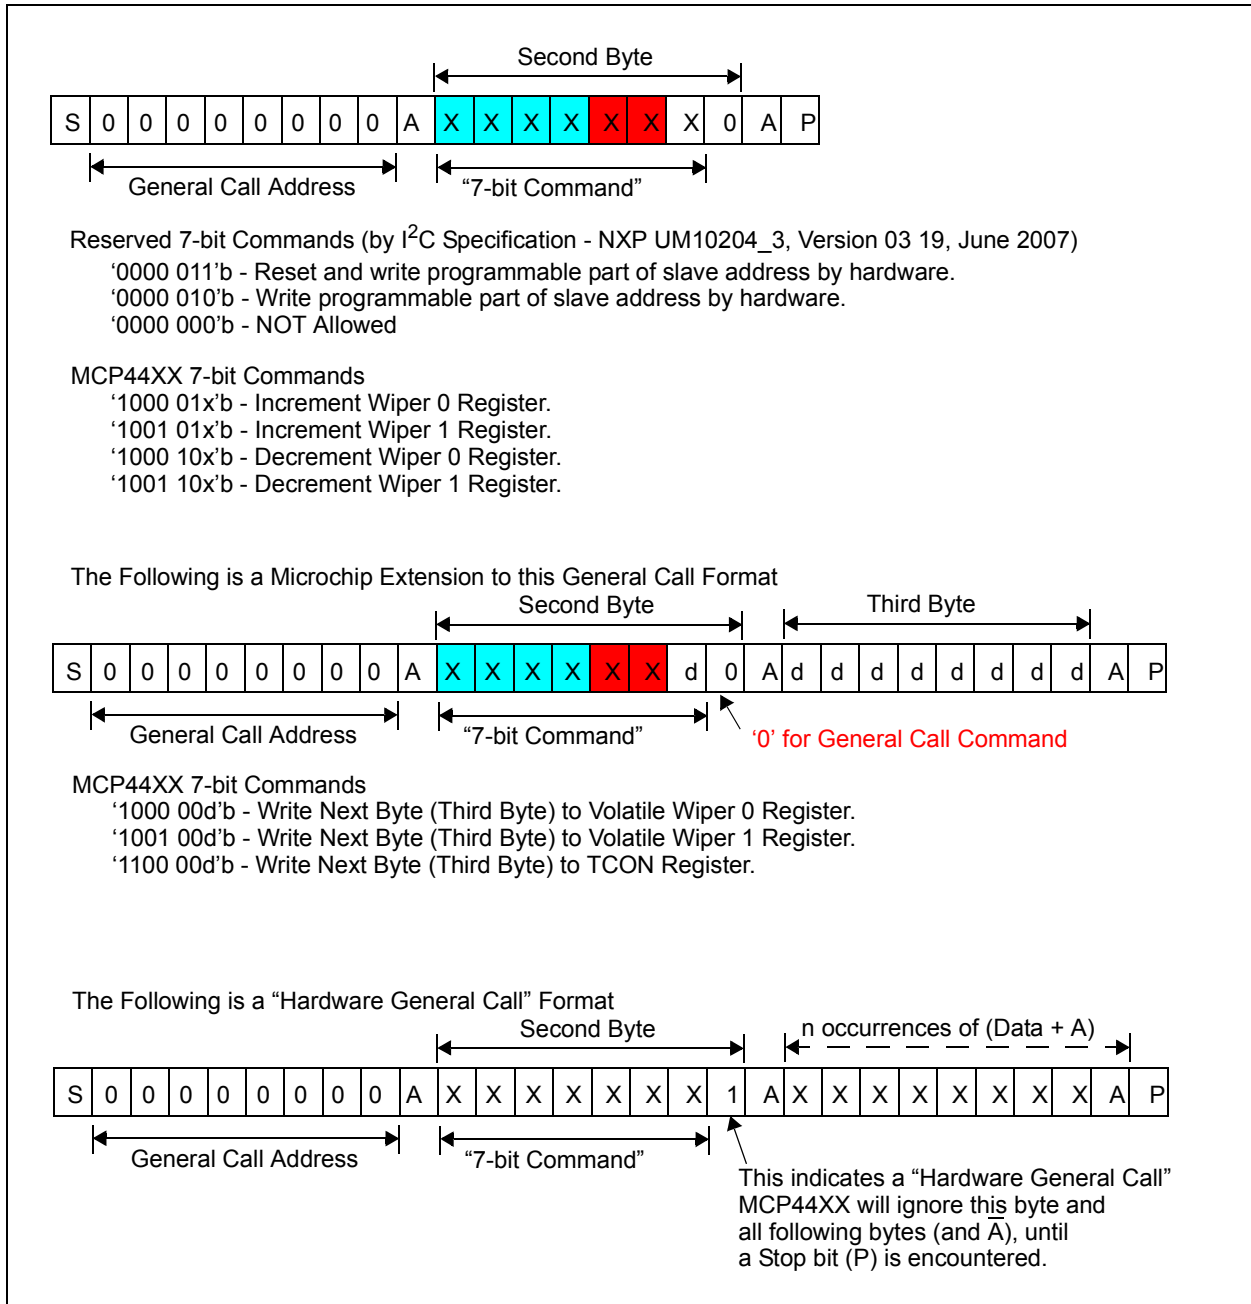 Second Byte
S 0 0 0 0 0 0 0 0 A X X X X X X X 0 A P
General Call Address “7-bit Command”
Reserved 7-bit Commands (by I²C Specification - NXP UM10204_3, Version 03 19, June 2007)
‘0000 011’b - Reset and write programmable part of slave address by hardware.
‘0000 010’b - Write programmable part of slave address by hardware.
‘0000 000’b - NOT Allowed
MCP44XX 7-bit Commands
‘1000 01x’b - Increment Wiper 0 Register.
‘1001 01x’b - Increment Wiper 1 Register.
‘1000 10x’b - Decrement Wiper 0 Register.
‘1001 10x’b - Decrement Wiper 1 Register.
The Following is a Microchip Extension to this General Call Format
Second Byte Third Byte
S 0 0 0 0 0 0 0 0 A X X X X X X d 0 A d d d d d d d d A P
General Call Address “7-bit Command” ‘0’ for General Call Command
MCP44XX 7-bit Commands
‘1000 00d’b - Write Next Byte (Third Byte) to Volatile Wiper 0 Register.
‘1001 00d’b - Write Next Byte (Third Byte) to Volatile Wiper 1 Register.
‘1100 00d’b - Write Next Byte (Third Byte) to TCON Register.
The Following is a “Hardware General Call” Format
Second Byte n occurrences of (Data + A)
S 0 0 0 0 0 0 0 0 A X X X X X X X 1 A X X X X X X X X A P
General Call Address “7-bit Command”
This indicates a “Hardware General Call”
MCP44XX will ignore this byte and
all following bytes (and A̅), until
a Stop bit (P) is encountered.